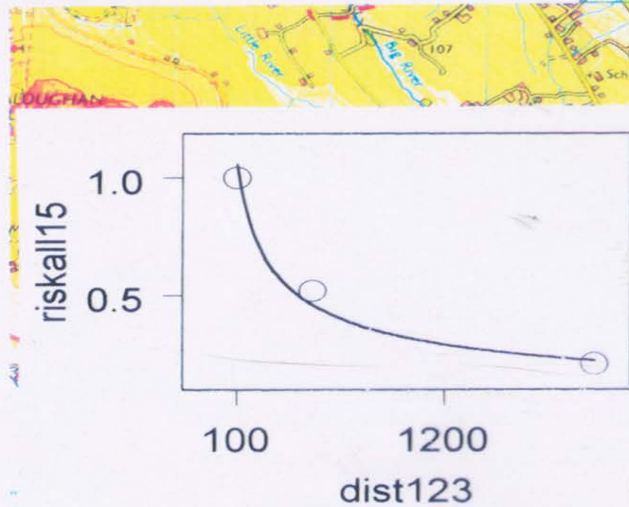 Little River
Big River
107
Sch
LOUGHAN
riskall15
1.0
0.5
100
1200
dist123